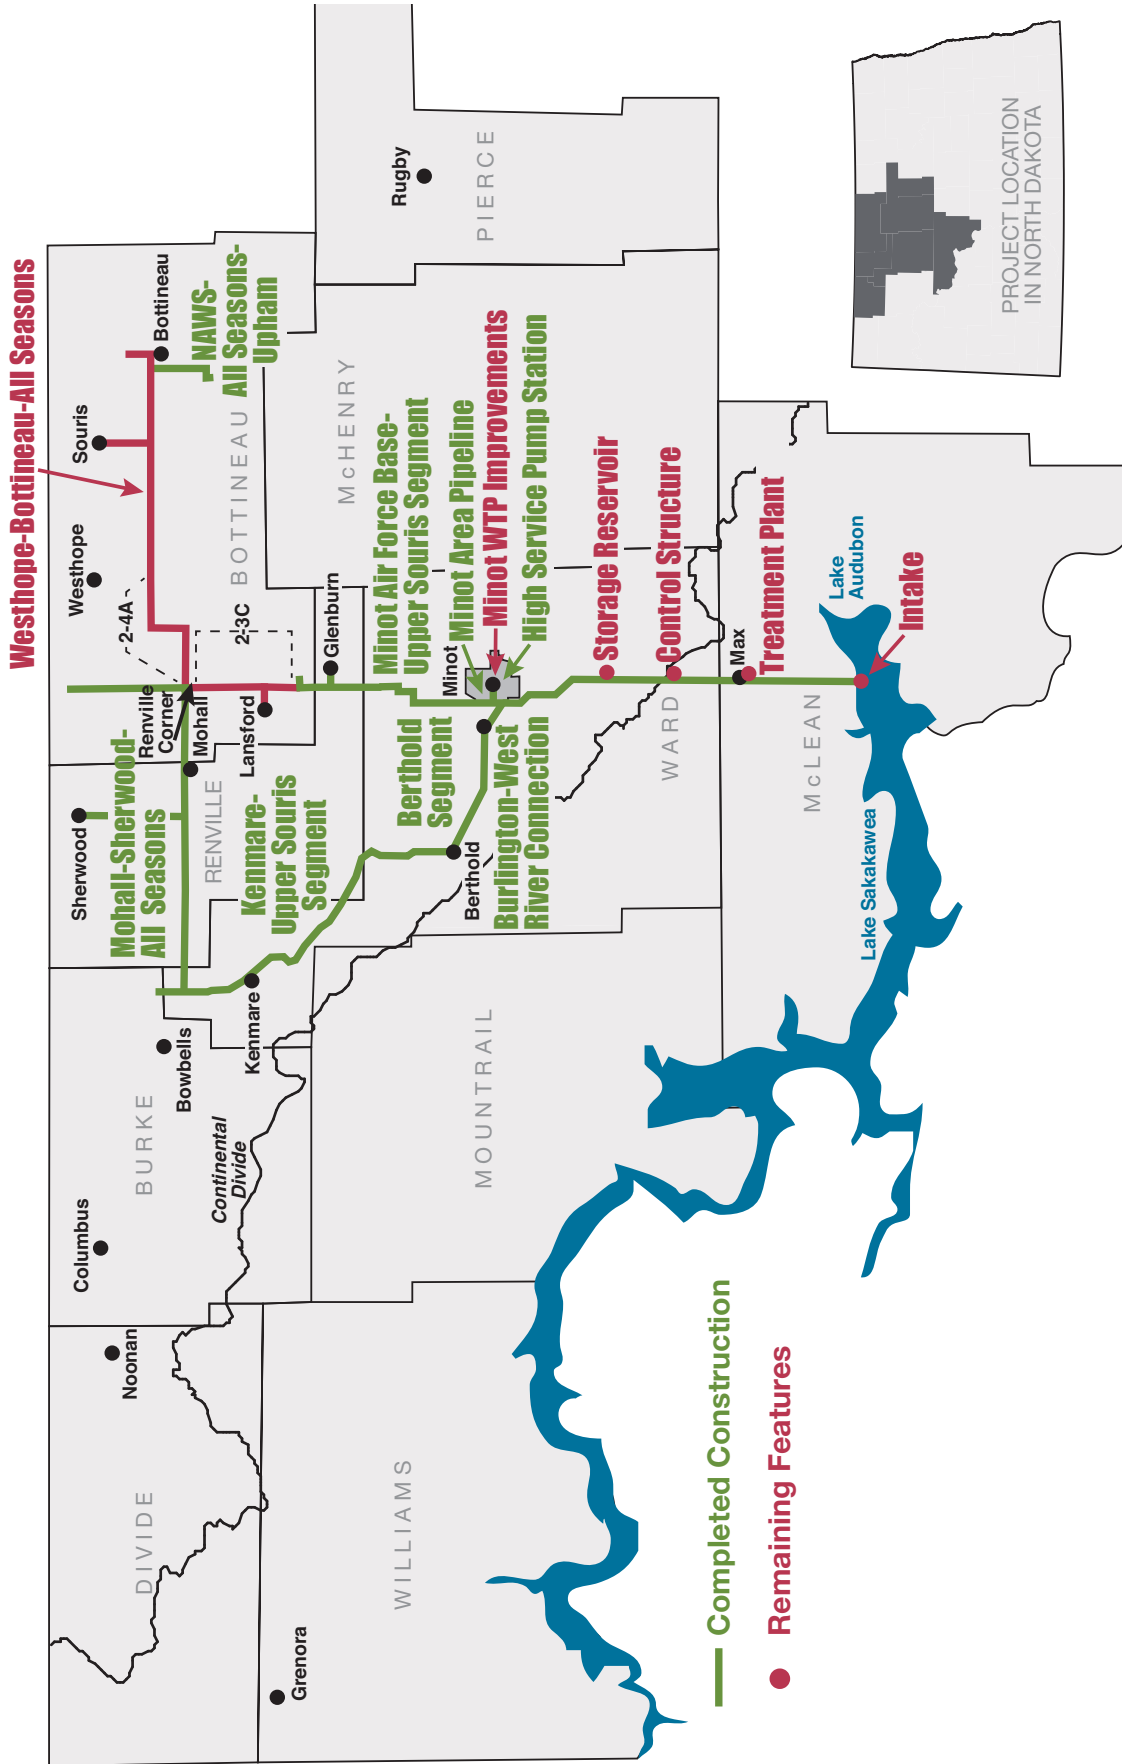 Westhope-Bottineau-All Seasons
Souris
Westhope
Bottineau
NAWS-
All Seasons-
Upham
2-4A
2-3C
BOTTINEAU
Renville
Corner
Mohall
Lansford
Glenburn
Sherwood
Mohall-Sherwood-
All Seasons
RENVILLE
Kenmare-
Upper Souris
Segment
Kenmare
Bowbells
BURKE
Columbus
Continental
Divide
Noonan
DIVIDE
Grenora
WILLIAMS
MOUNTRAIL
Rugby
PIERCE
McHENRY
Minot Air Force Base-
Upper Souris Segment
Minot Area Pipeline
Minot WTP Improvements
High Service Pump Station
Minot
Berthold
Segment
Berthold
Burlington-West
River Connection
Storage Reservoir
Control Structure
WARD
Max
Treatment Plant
McLEAN
Lake
Audubon
Intake
Lake Sakakawea
Completed Construction
Remaining Features
PROJECT LOCATION
IN NORTH DAKOTA